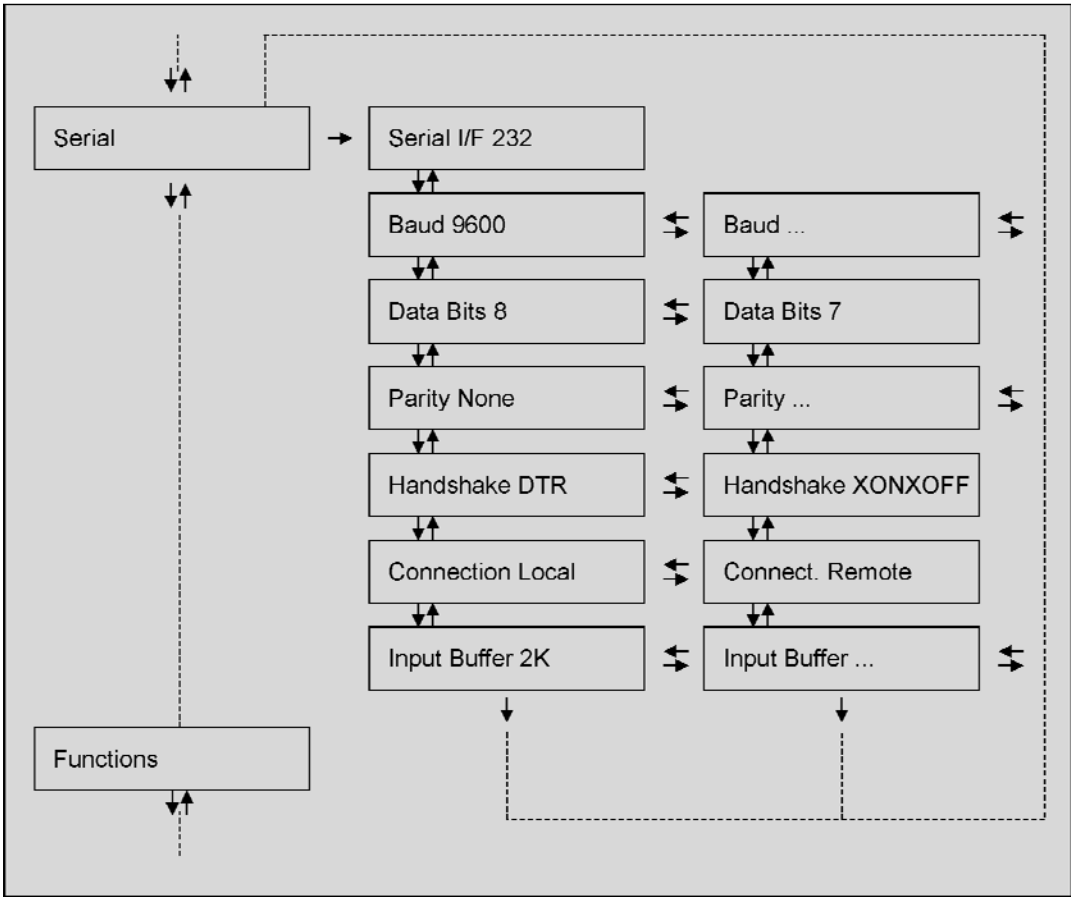 Serial
Serial I/F 232
Baud 9600
Baud ...
Data Bits 8
Data Bits 7
Parity None
Parity ...
Handshake DTR
Handshake XONXOFF
Connection Local
Connect. Remote
Input Buffer 2K
Input Buffer ...
Functions